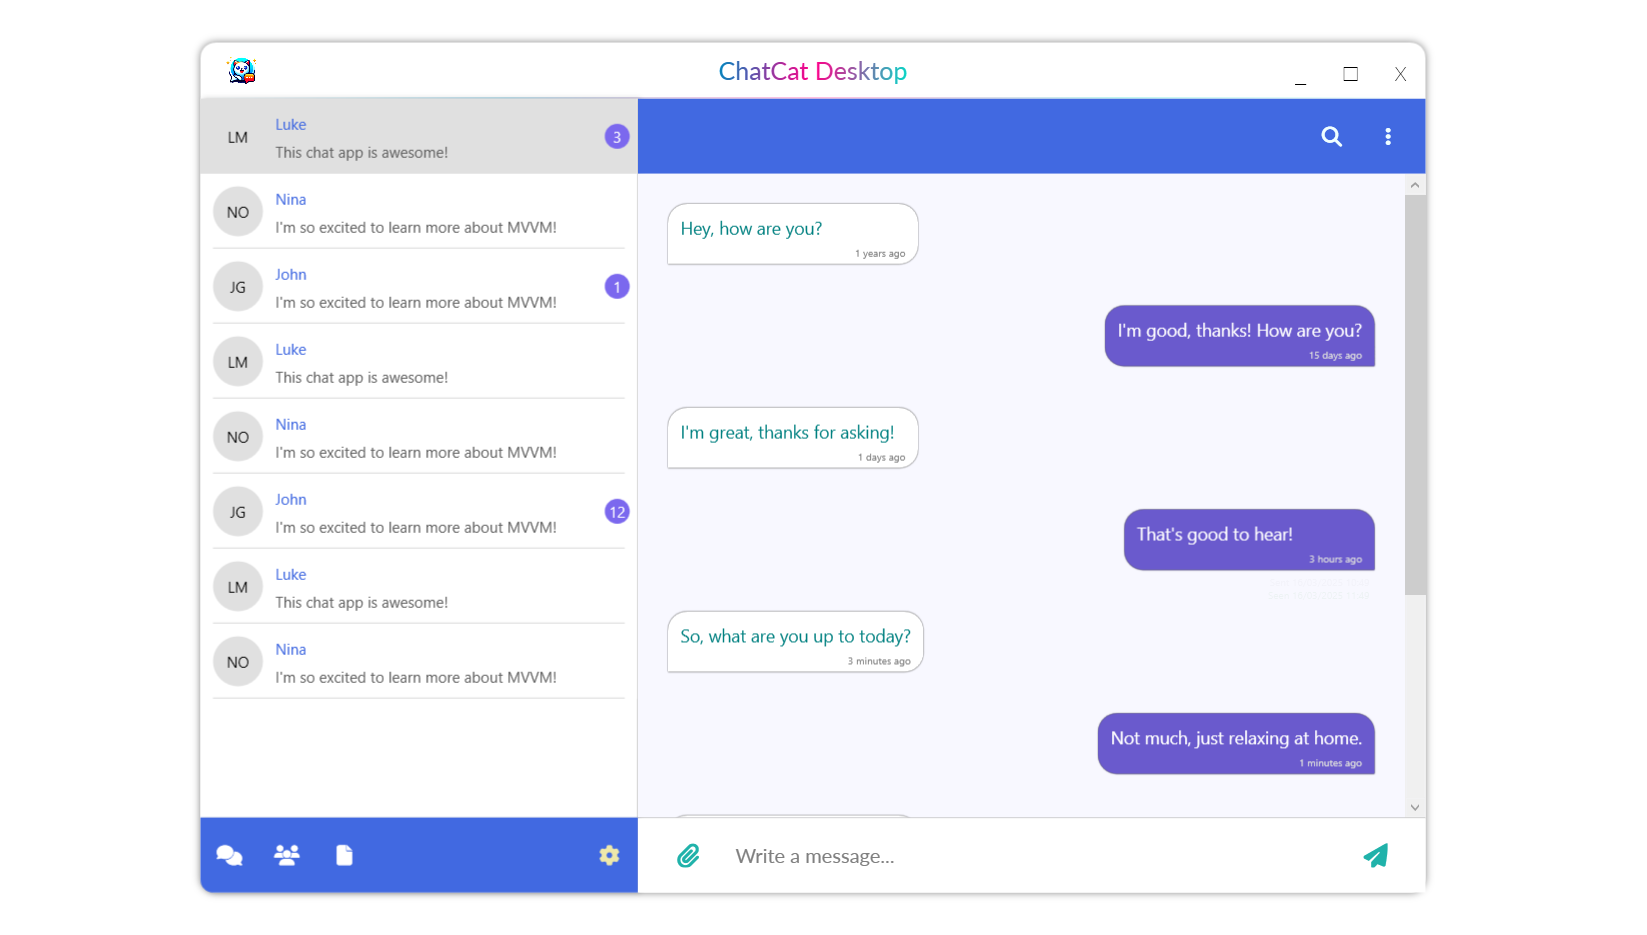 ChatCat Desktop
_ □ X
LM
Luke
This chat app is awesome!
3
NO
Nina
I'm so excited to learn more about MVVM!
JG
John
I'm so excited to learn more about MVVM!
1
LM
Luke
This chat app is awesome!
NO
Nina
I'm so excited to learn more about MVVM!
JG
John
I'm so excited to learn more about MVVM!
12
LM
Luke
This chat app is awesome!
NO
Nina
I'm so excited to learn more about MVVM!
Hey, how are you?
1 years ago
I'm good, thanks! How are you?
15 days ago
I'm great, thanks for asking!
1 days ago
That's good to hear!
3 hours ago
So, what are you up to today?
3 minutes ago
Not much, just relaxing at home.
1 minutes ago
Write a message...